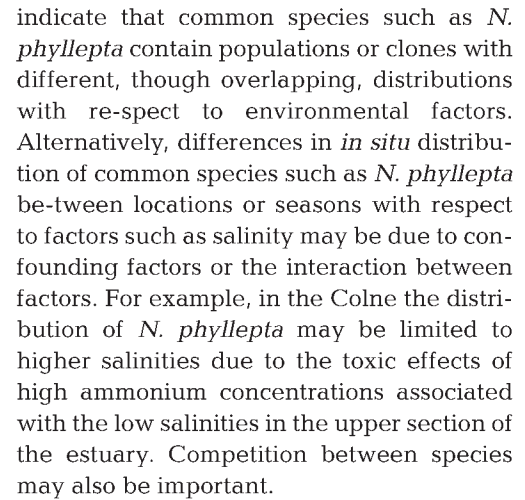 indicate that common species such as N.
phyllepta contain populations or clones with
different, though overlapping, distributions
with re-spect to environmental factors.
Alternatively, differences in in situ distribu-
tion of common species such as N. phyllepta
be-tween locations or seasons with respect
to factors such as salinity may be due to con-
founding factors or the interaction between
factors. For example, in the Colne the distri-
bution of N. phyllepta may be limited to
higher salinities due to the toxic effects of
high ammonium concentrations associated
with the low salinities in the upper section of
the estuary. Competition between species
may also be important.